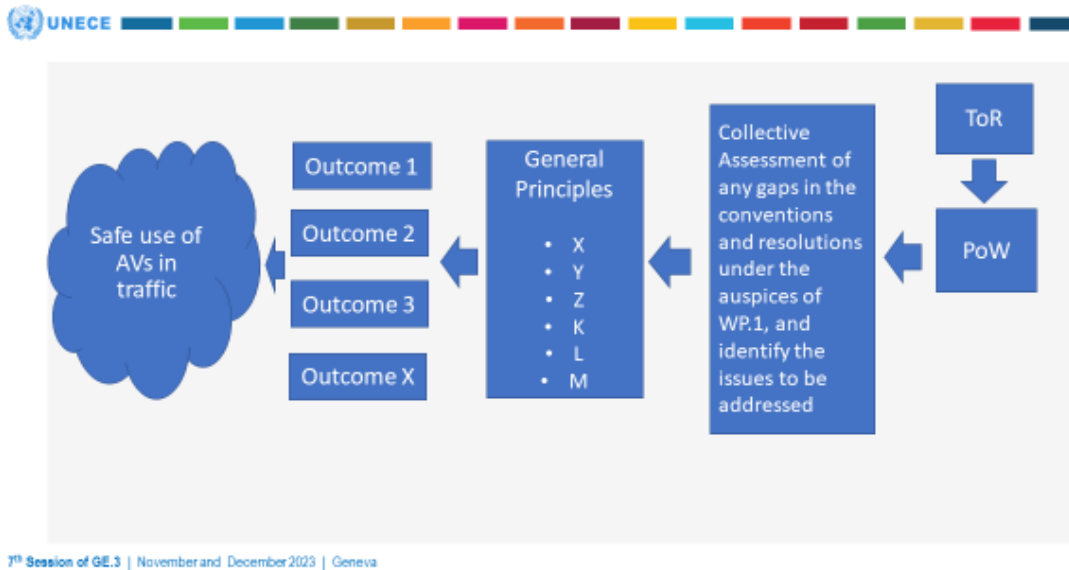 UNECE
Safe use of
AVs in
traffic
Outcome 1
Outcome 2
Outcome 3
Outcome X
General
Principles
• X
• Y
• Z
• K
• L
• M
Collective
Assessment of
any gaps in the
conventions
and resolutions
under the
auspices of
WP.1, and
identify the
issues to be
addressed
ToR
PoW
7th Session of GE.3 | November and December 2023 | Geneva